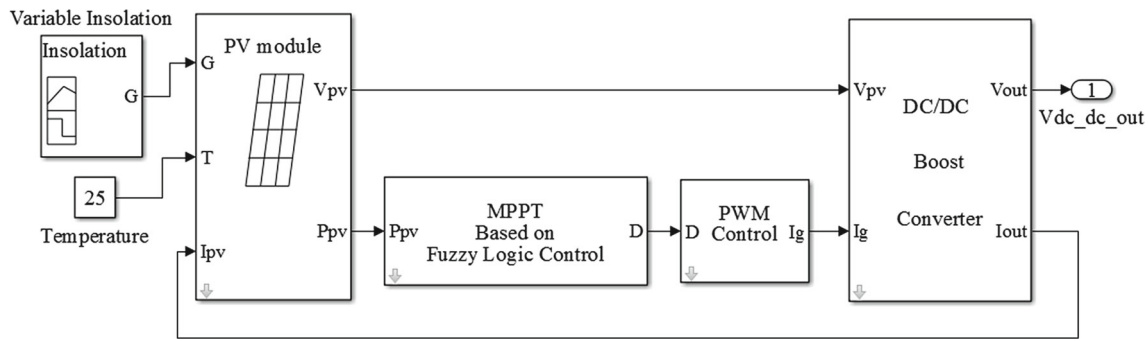 Variable Insolation
Insolation
G
25
Temperature
PV module
G
T
Ipv
Vpv
Ppv
MPPT
Based on
Fuzzy Logic Control
Ppv
D
PWM
Control
D
Ig
DC/DC
Boost
Converter
Vpv
Ig
Vout
Iout
1
Vdc_dc_out